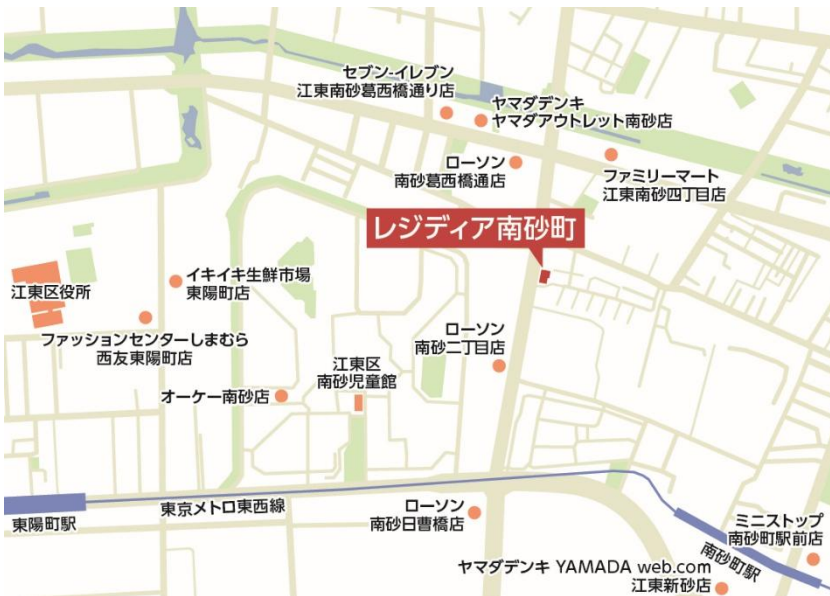 セブン-イレブン
江東南砂葛西橋通り店
ヤマダデンキ
ヤマダアウトレット南砂店
ローソン
南砂葛西橋通店
ファミリーマート
江東南砂四丁目店
レジディア南砂町
イキイキ生鮮市場
東陽町店
江東区役所
ファッションセンターしまむら
西友東陽町店
ローソン
南砂二丁目店
江東区
南砂児童館
オーケー南砂店
東京メトロ東西線
東陽町駅
ローソン
南砂日曹橋店
ミニストップ
南砂町駅前店
南砂町駅
ヤマダデンキ YAMADA web.com
江東新砂店